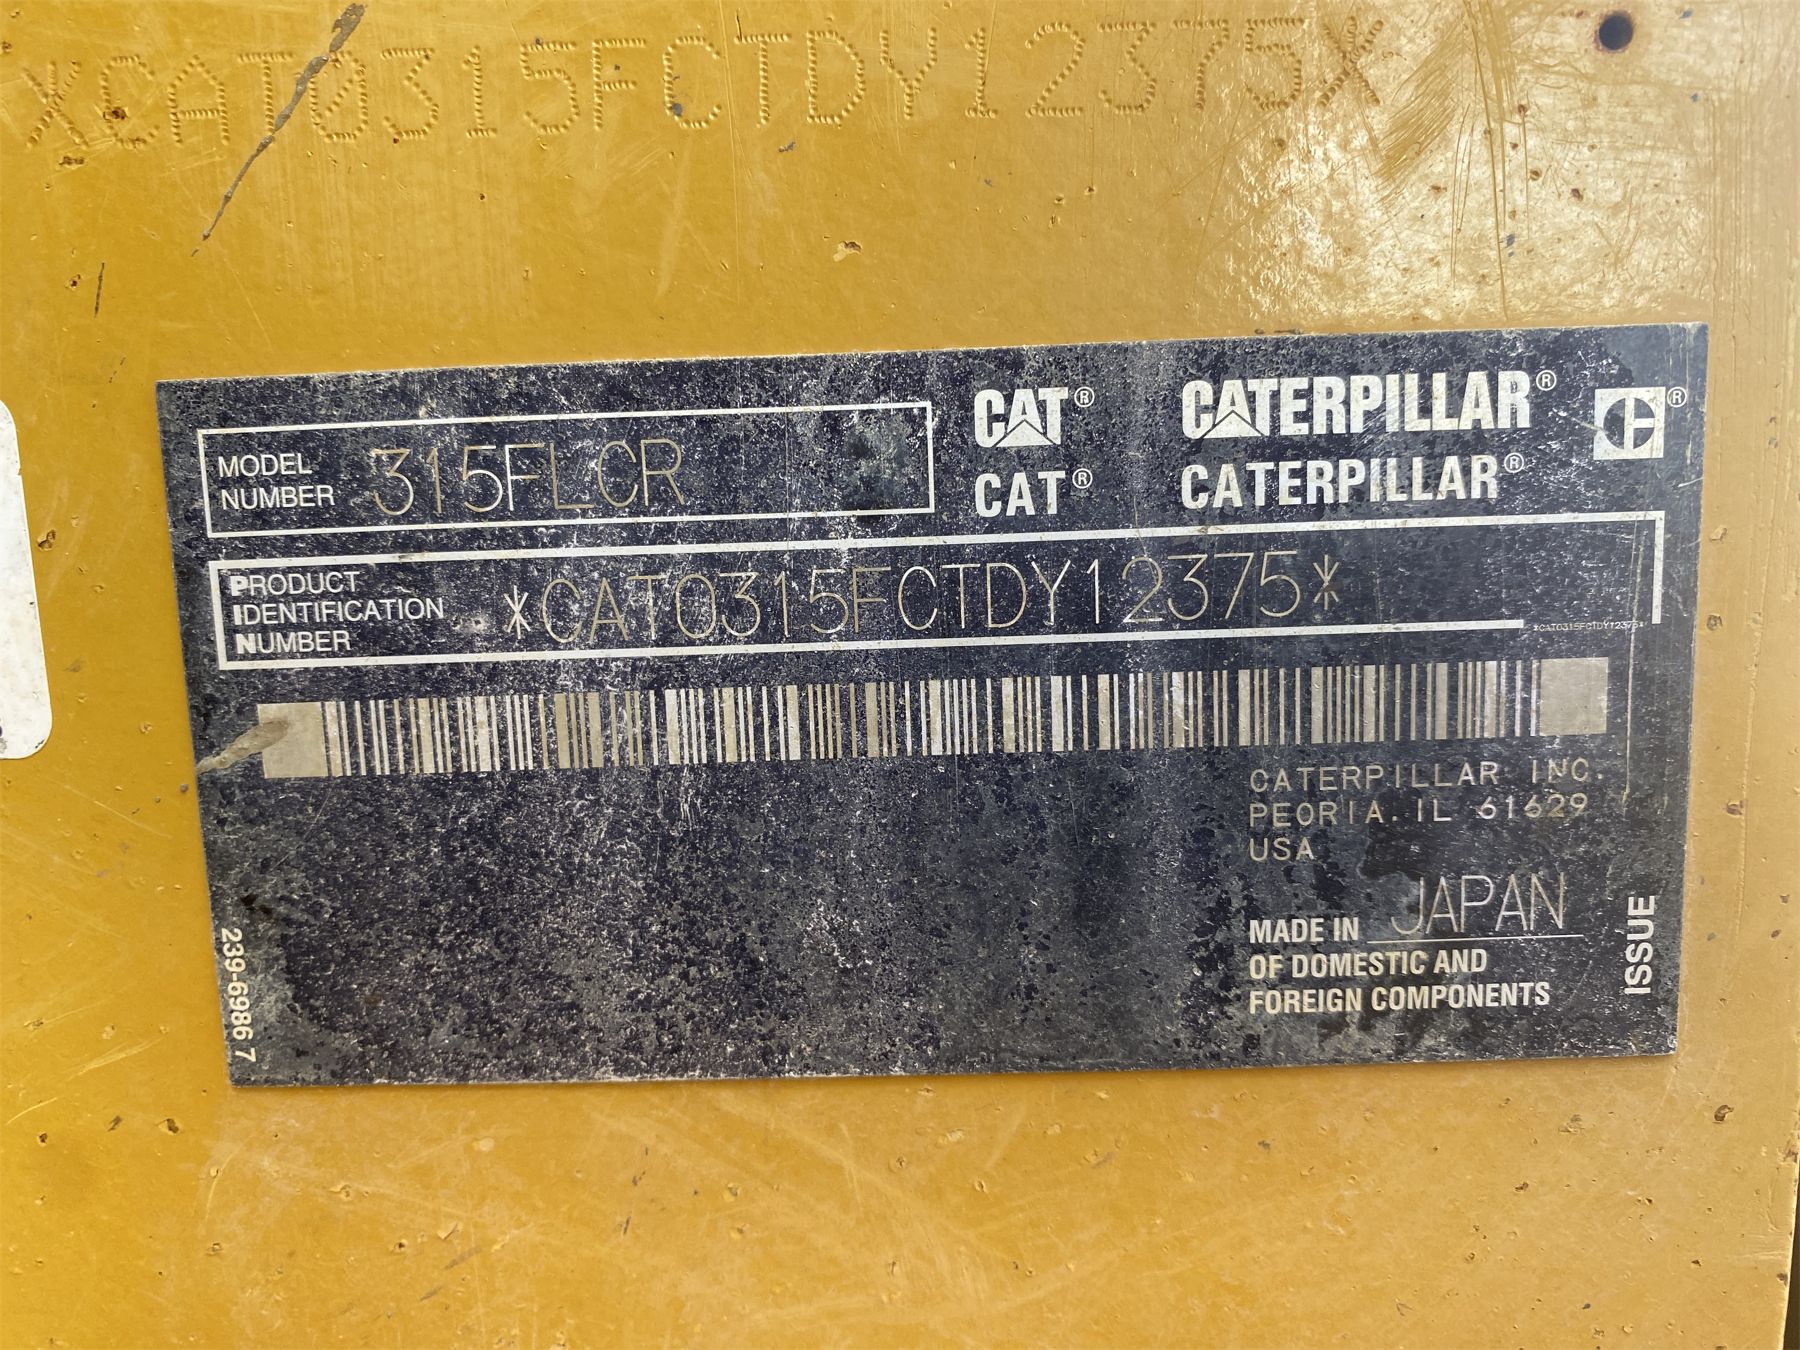 XCAT0315FCTDY12375X
MODEL NUMBER 315FLCR
CAT® CATERPILLAR® ®
CAT® CATERPILLAR®
PRODUCT IDENTIFICATION NUMBER *CAT0315FCTDY12375*
*CAT0315FCTDY12375*
CATERPILLAR INC.
PEORIA, IL 61629
USA
MADE IN JAPAN
OF DOMESTIC AND
FOREIGN COMPONENTS
ISSUE
239-6986 7